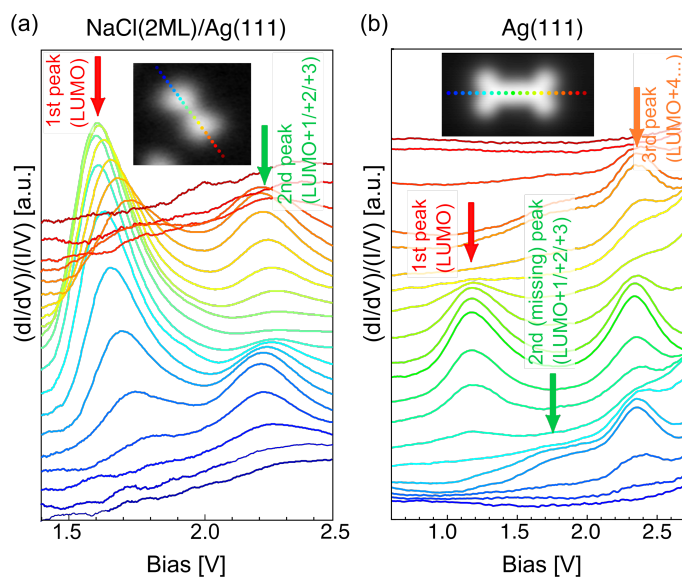 (a)
NaCl(2ML)/Ag(111)
1st peak
(LUMO)
2nd peak
(LUMO+1/+2/+3)
(dI/dV)/(I/V) [a.u.]
1.5
2.0
2.5
Bias [V]
(b)
Ag(111)
1st peak
(LUMO)
2nd (missing) peak
(LUMO+1/+2/+3)
3rd peak
(LUMO+4...)
(dI/dV)/(I/V) [a.u.]
1.0
1.5
2.0
2.5
Bias [V]